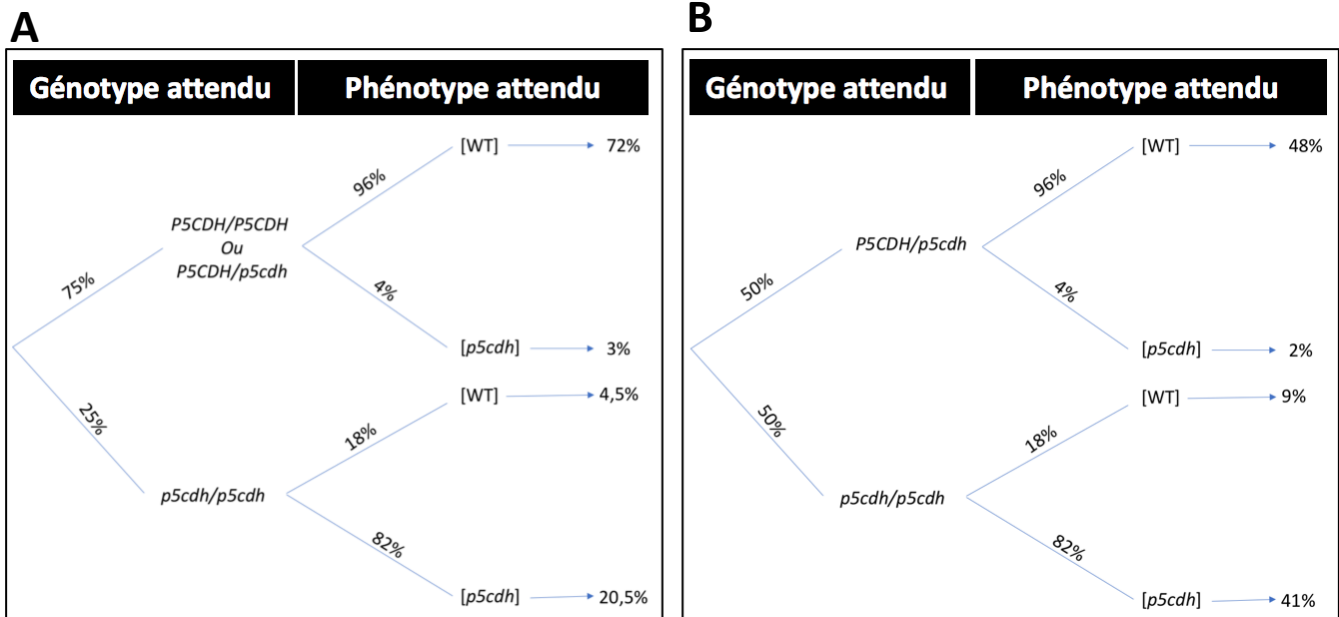 A
Génotype attendu
Phénotype attendu
[WT]
72%
96%
P5CDH/P5CDH
Ou
P5CDH/p5cdh
75%
4%
[p5cdh]
3%
[WT]
4,5%
25%
18%
p5cdh/p5cdh
82%
[p5cdh]
20,5%
B
Génotype attendu
Phénotype attendu
[WT]
48%
96%
P5CDH/p5cdh
50%
4%
[p5cdh]
2%
[WT]
9%
50%
18%
p5cdh/p5cdh
82%
[p5cdh]
41%